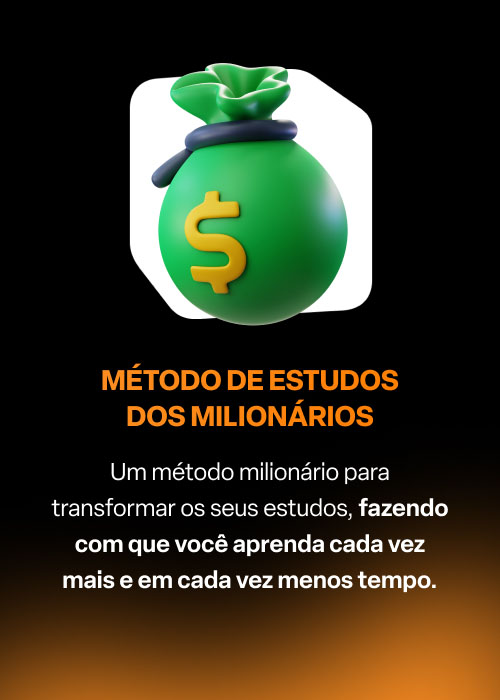 MÉTODO DE ESTUDOS
DOS MILIONÁRIOS
Um método milionário para
transformar os seus estudos, fazendo
com que você aprenda cada vez
mais e em cada vez menos tempo.